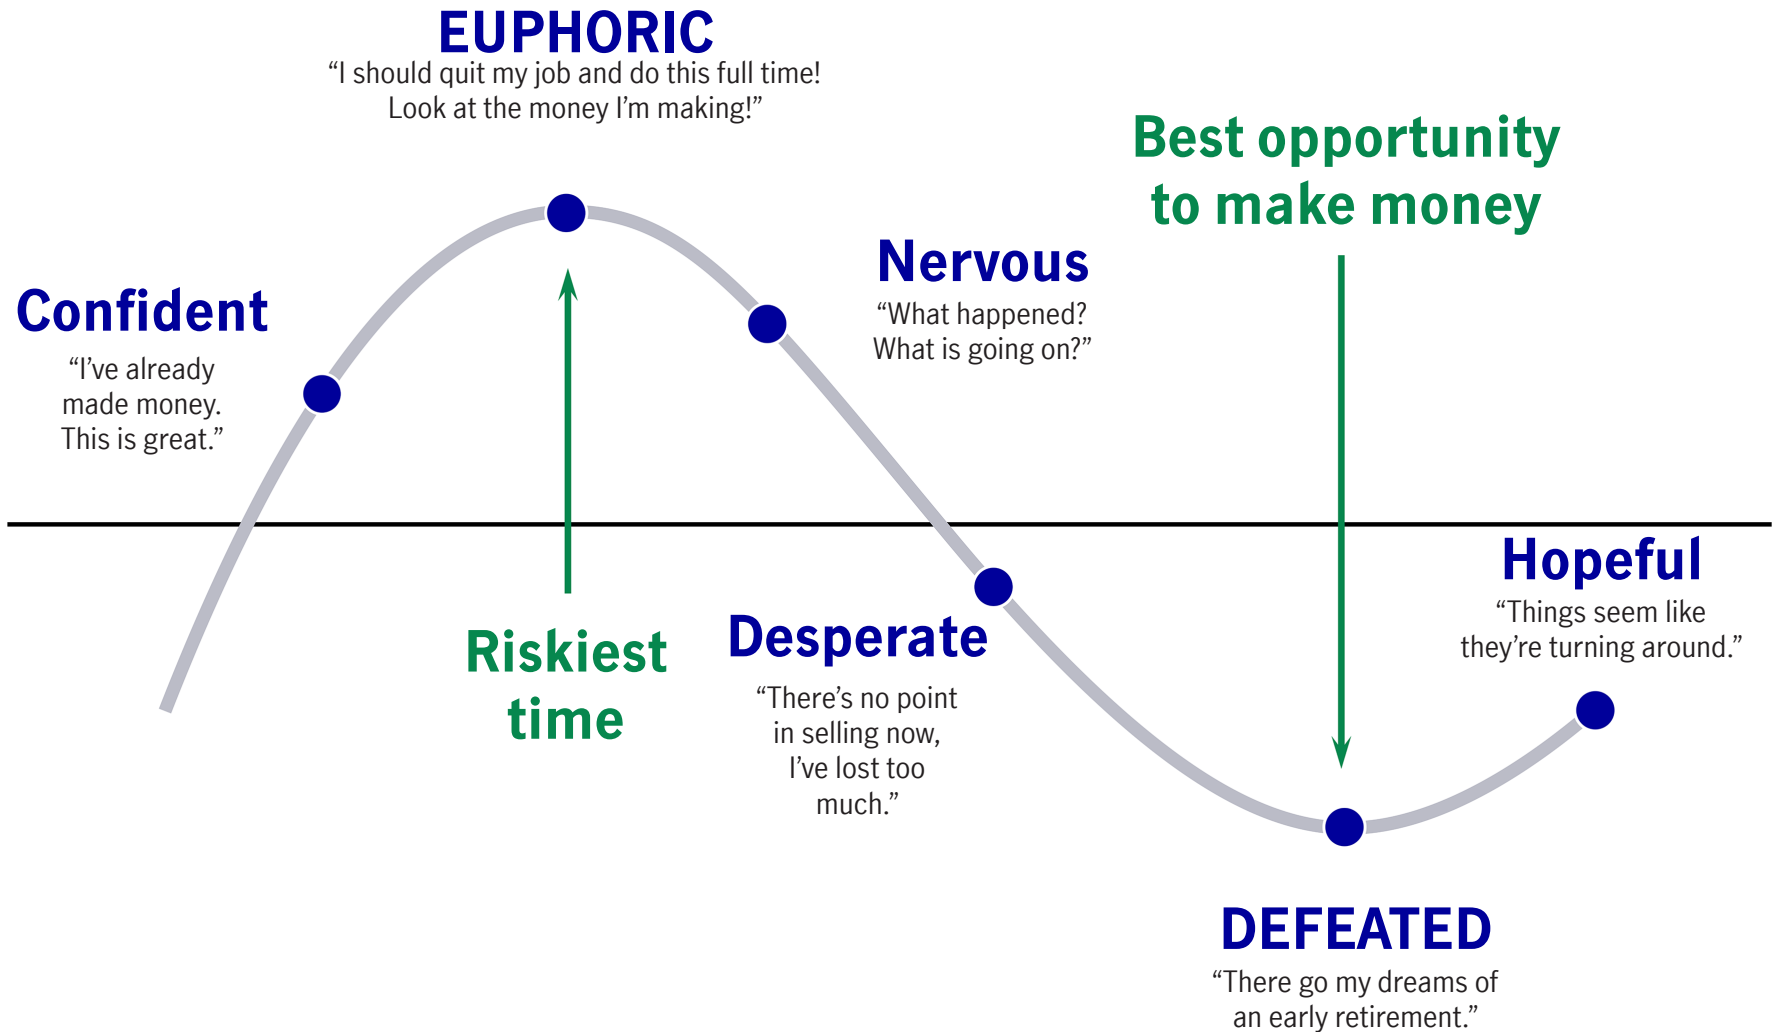 EUPHORIC
“I should quit my job and do this full time!
Look at the money I’m making!”
Best opportunity
to make money
Nervous
“What happened?
What is going on?”
Confident
“I’ve already
made money.
This is great.”
Riskiest
time
Desperate
“There’s no point
in selling now,
I’ve lost too
much.”
Hopeful
“Things seem like
they’re turning around.”
DEFEATED
“There go my dreams of
an early retirement.”